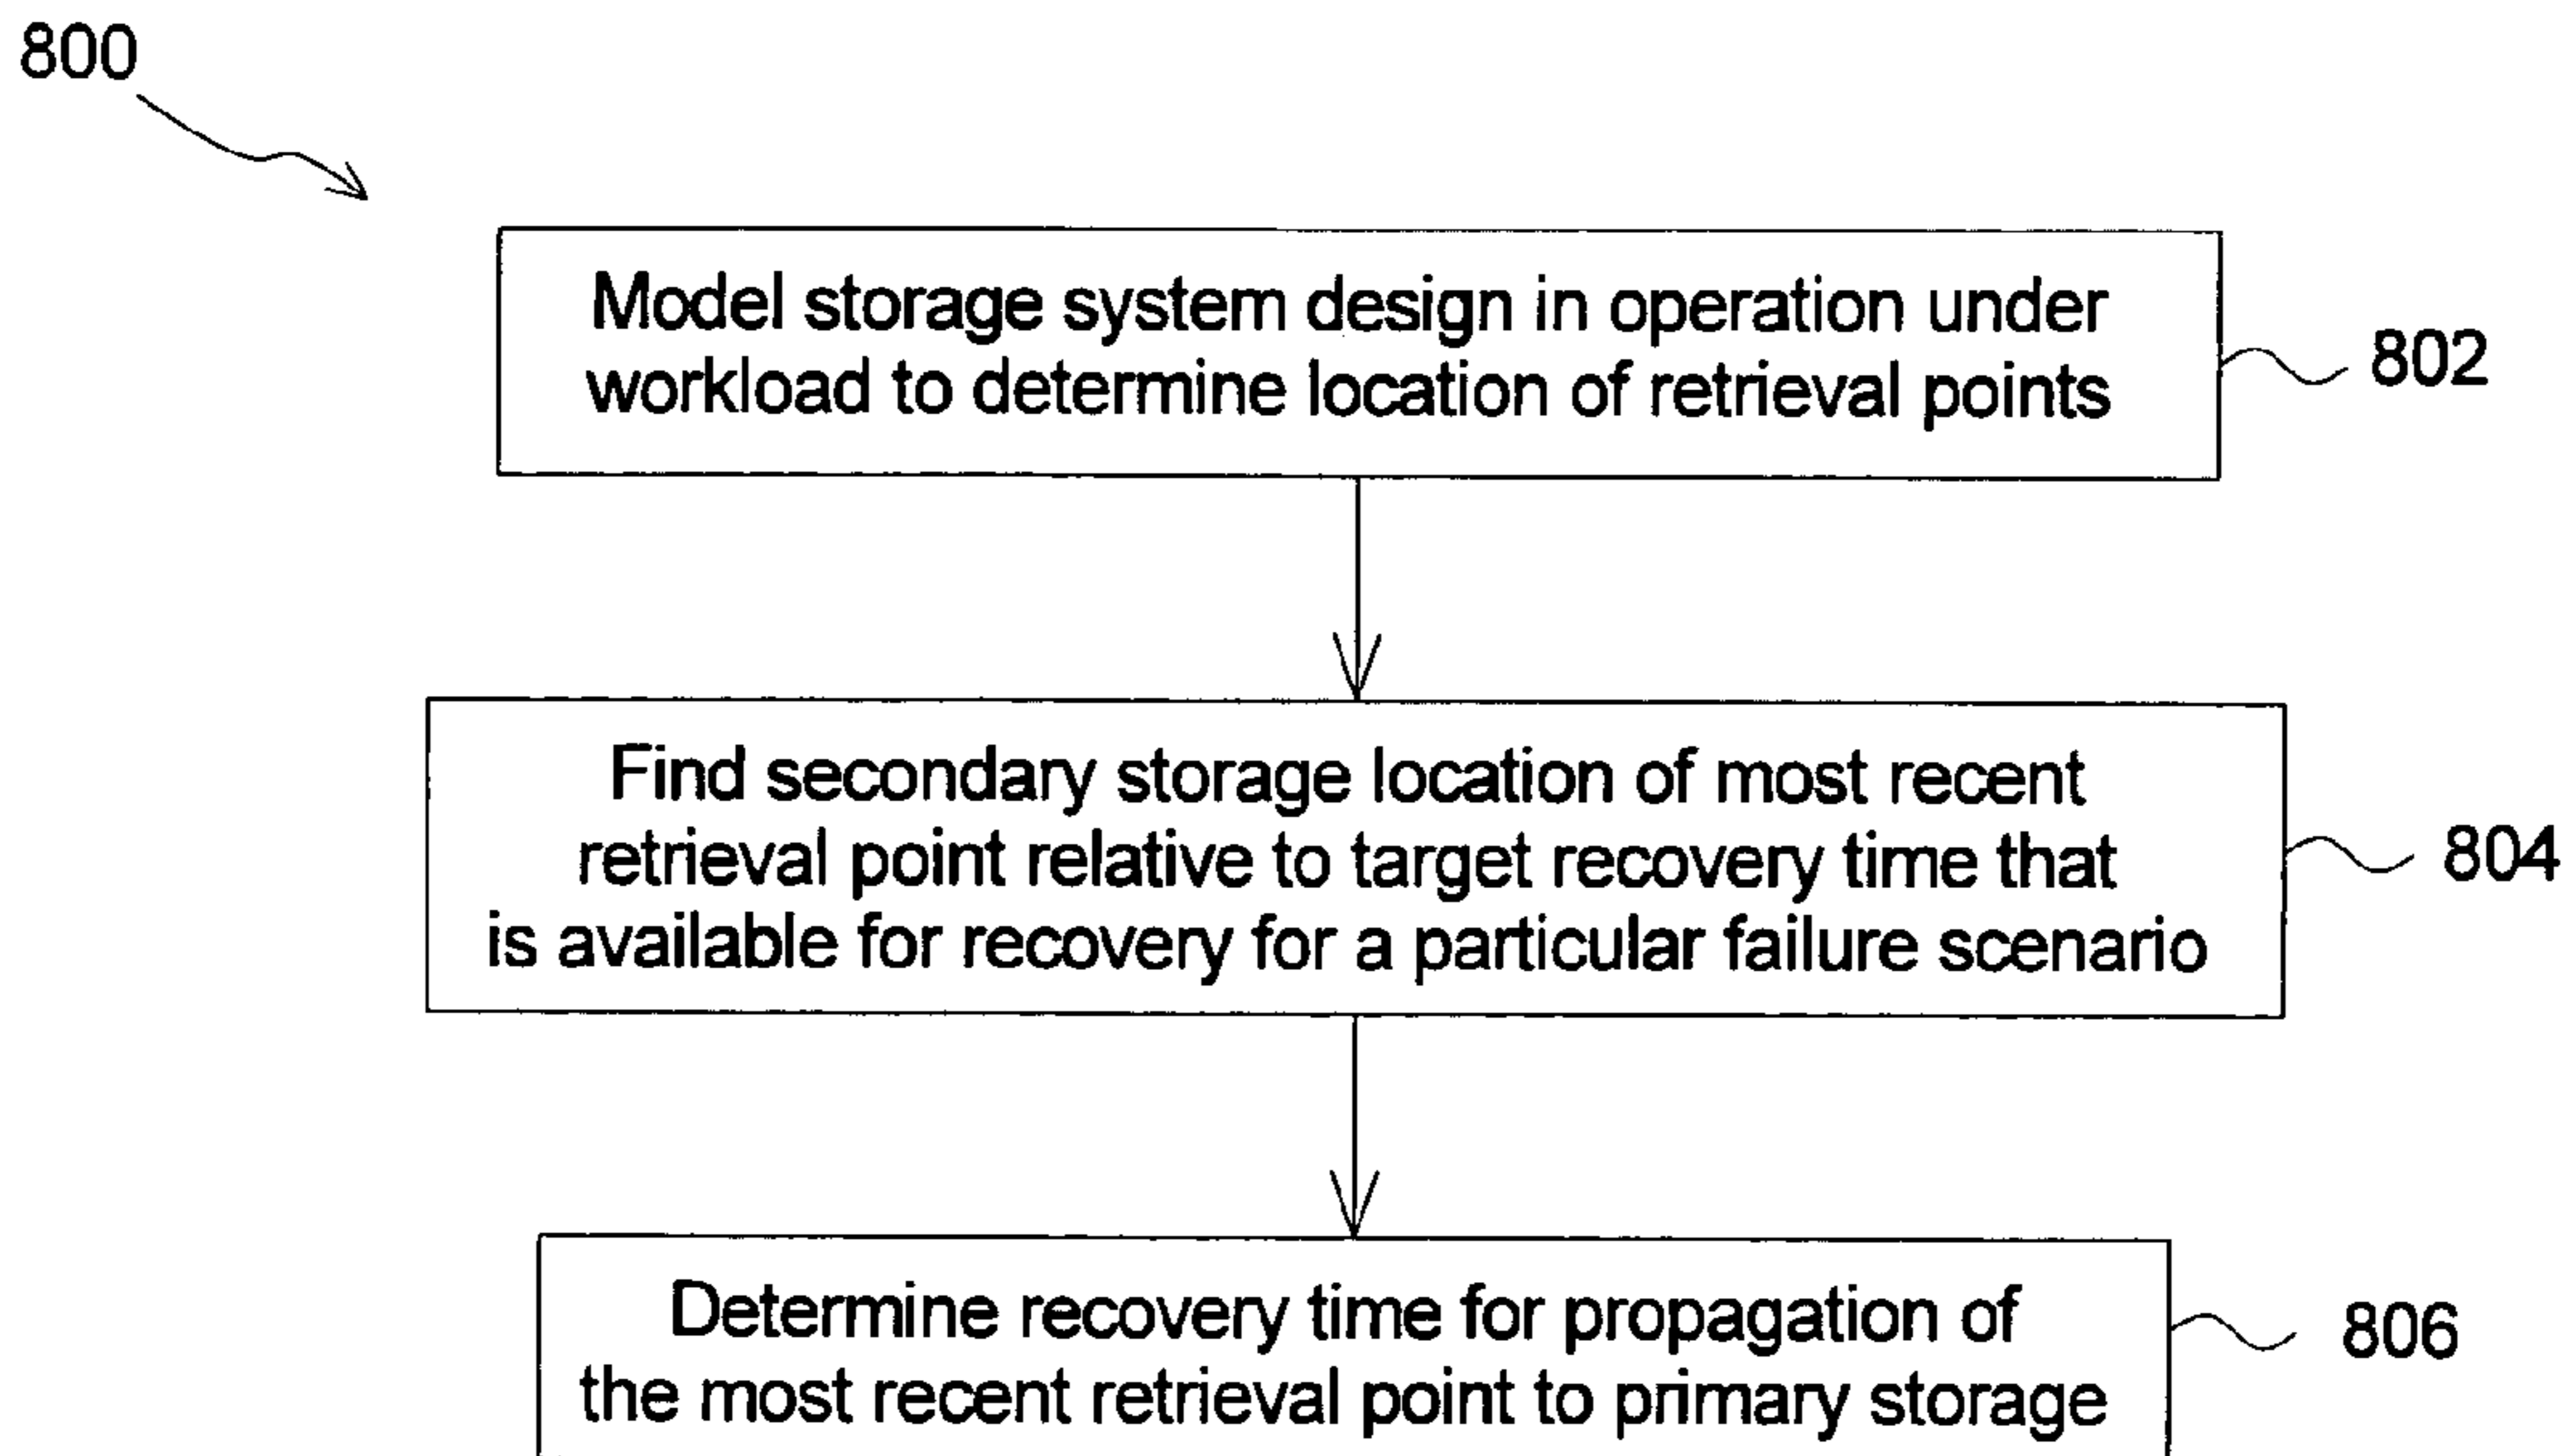 800
Model storage system design in operation under
workload to determine location of retrieval points
802
Find secondary storage location of most recent
retrieval point relative to target recovery time that
is available for recovery for a particular failure scenario
804
Determine recovery time for propagation of
the most recent retrieval point to primary storage
806